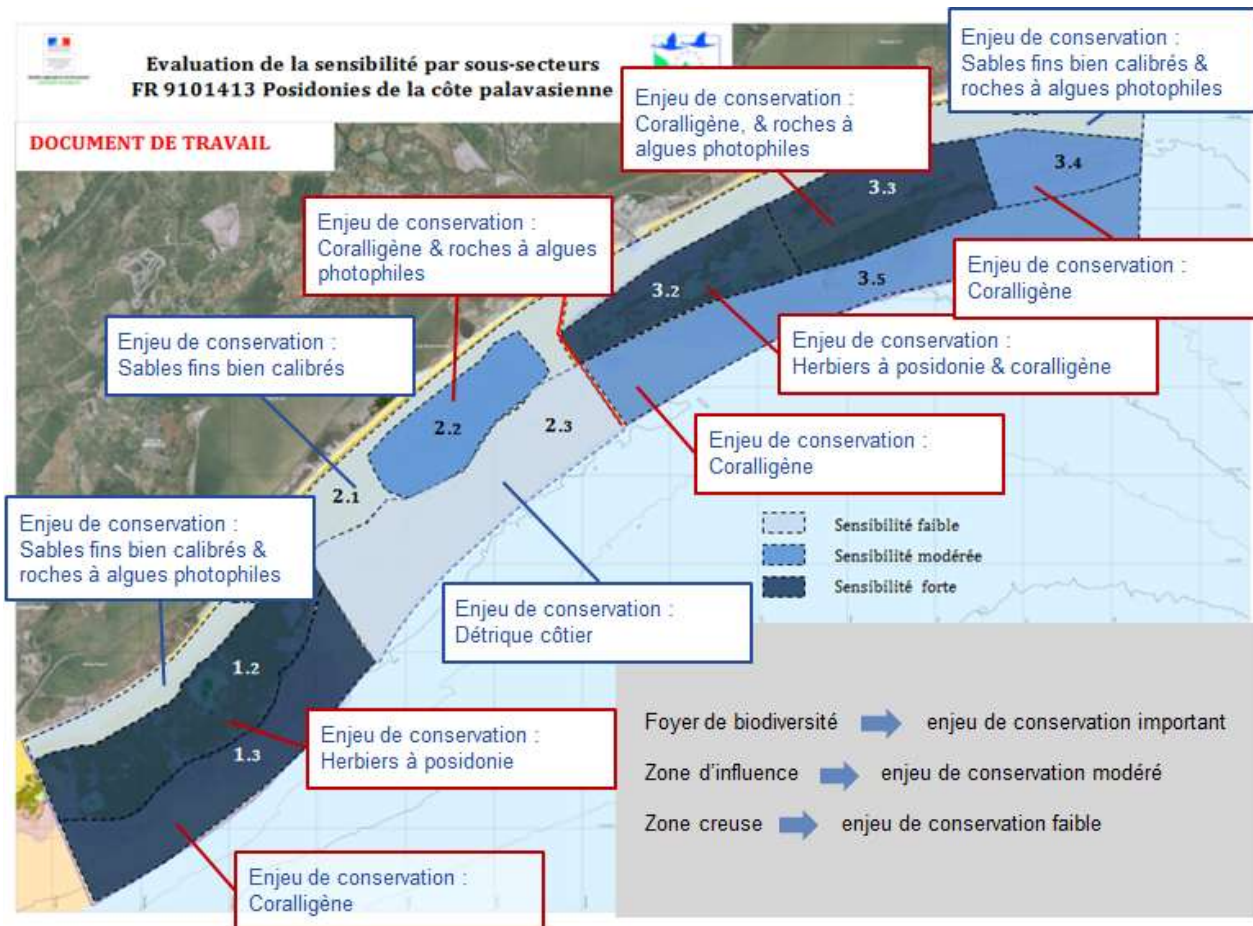 Evaluation de la sensibilité par sous-secteurs
FR 9101413 Posidonies de la côte palavasienne
DOCUMENT DE TRAVAIL
Enjeu de conservation :
Sables fins bien calibrés &
roches à algues photophiles
Enjeu de conservation :
Coralligène, & roches à
algues photophiles
3.4
3.3
Enjeu de conservation :
Coralligène & roches à algues
photophiles
Enjeu de conservation :
Coralligène
3.5
3.2
Enjeu de conservation :
Sables fins bien calibrés
Enjeu de conservation :
Herbiers à posidonie & coralligène
2.2
2.3
Enjeu de conservation :
Coralligène
2.1
Enjeu de conservation :
Sables fins bien calibrés &
roches à algues photophiles
Sensibilité faible
Sensibilité modérée
Sensibilité forte
Enjeu de conservation :
Détrique côtier
1.2
1.3
Enjeu de conservation :
Herbiers à posidonie
Foyer de biodiversité enjeu de conservation important
Zone d'influence enjeu de conservation modéré
Zone creuse enjeu de conservation faible
Enjeu de conservation :
Coralligène